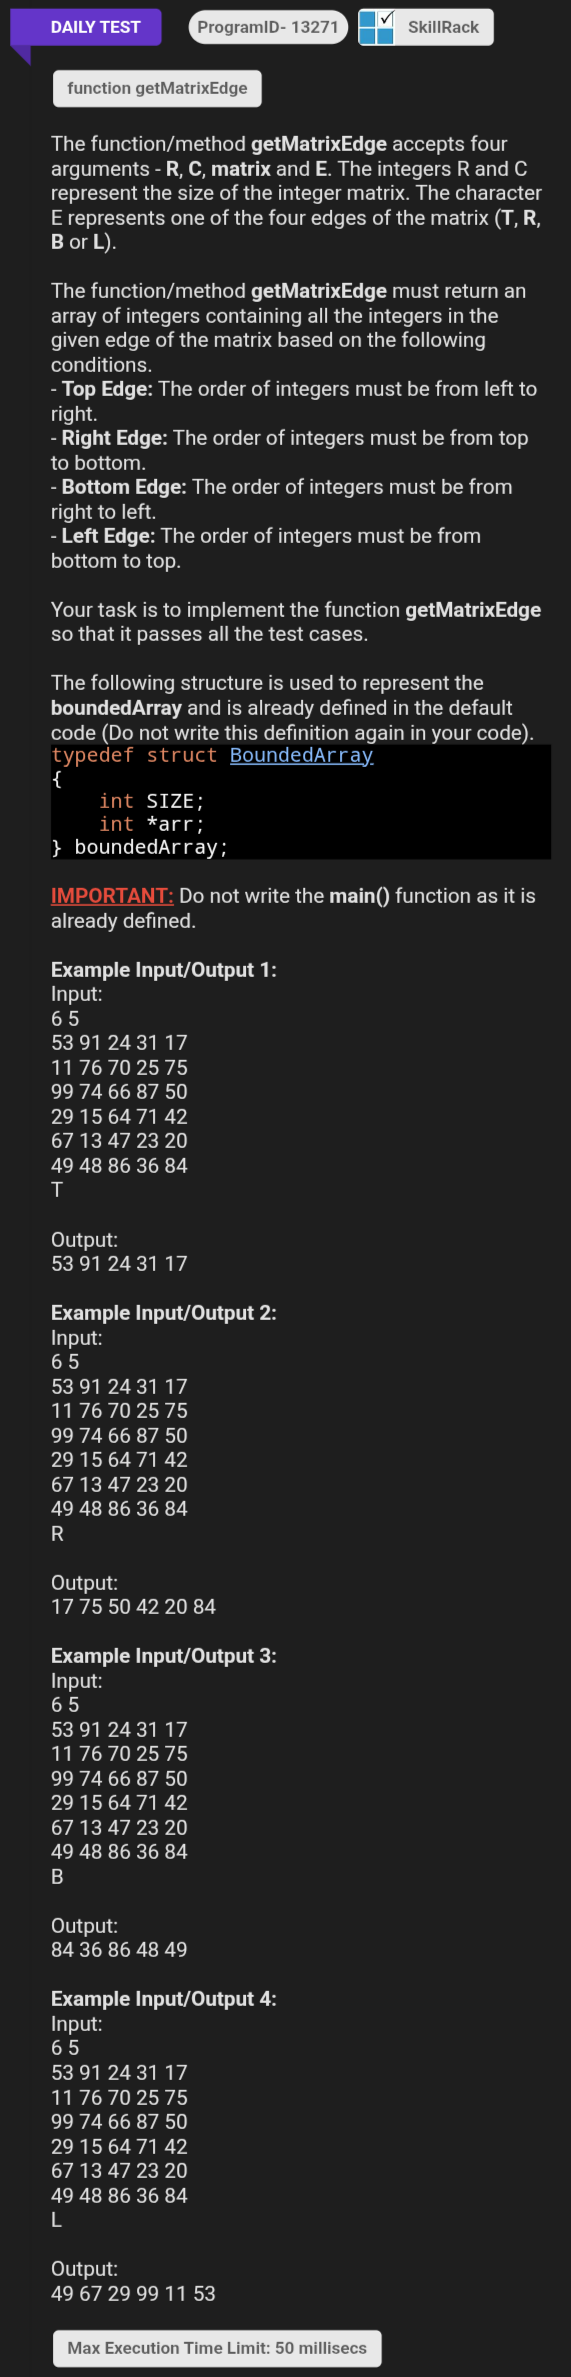 DAILY TEST
ProgramID- 13271
SkillRack
function getMatrixEdge
The function/method getMatrixEdge accepts four
arguments - R, C, matrix and E. The integers R and C
represent the size of the integer matrix. The character
E represents one of the four edges of the matrix (T, R,
B or L).
The function/method getMatrixEdge must return an
array of integers containing all the integers in the
given edge of the matrix based on the following
conditions.
- Top Edge: The order of integers must be from left to
right.
- Right Edge: The order of integers must be from top
to bottom.
- Bottom Edge: The order of integers must be from
right to left.
- Left Edge: The order of integers must be from
bottom to top.
Your task is to implement the function getMatrixEdge
so that it passes all the test cases.
The following structure is used to represent the
boundedArray and is already defined in the default
code (Do not write this definition again in your code).
typedef struct BoundedArray
{
    int SIZE;
    int *arr;
} boundedArray;
IMPORTANT: Do not write the main() function as it is
already defined.
Example Input/Output 1:
Input:
6 5
53 91 24 31 17
11 76 70 25 75
99 74 66 87 50
29 15 64 71 42
67 13 47 23 20
49 48 86 36 84
T
Output:
53 91 24 31 17
Example Input/Output 2:
Input:
6 5
53 91 24 31 17
11 76 70 25 75
99 74 66 87 50
29 15 64 71 42
67 13 47 23 20
49 48 86 36 84
R
Output:
17 75 50 42 20 84
Example Input/Output 3:
Input:
6 5
53 91 24 31 17
11 76 70 25 75
99 74 66 87 50
29 15 64 71 42
67 13 47 23 20
49 48 86 36 84
B
Output:
84 36 86 48 49
Example Input/Output 4:
Input:
6 5
53 91 24 31 17
11 76 70 25 75
99 74 66 87 50
29 15 64 71 42
67 13 47 23 20
49 48 86 36 84
L
Output:
49 67 29 99 11 53
Max Execution Time Limit: 50 millisecs